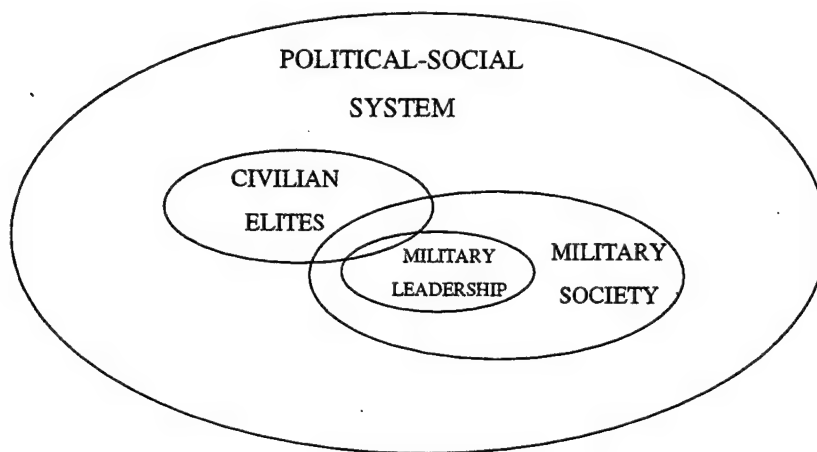 POLITICAL-SOCIAL
SYSTEM
CIVILIAN
ELITES
MILITARY
LEADERSHIP
MILITARY
SOCIETY